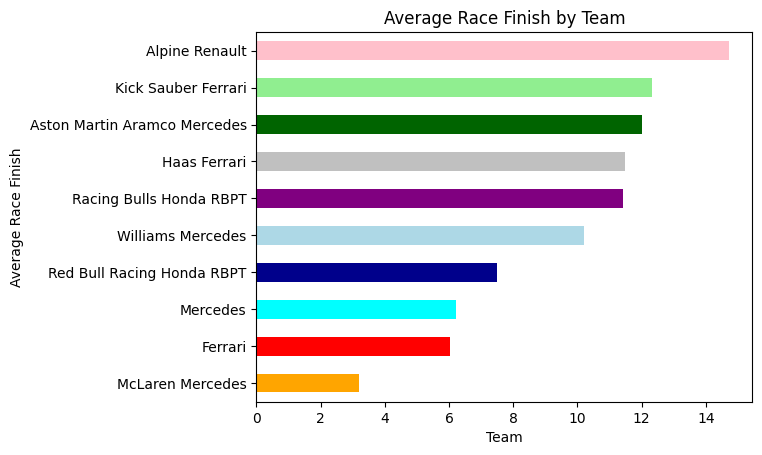 Average Race Finish by Team
Average Race Finish
Alpine Renault
Kick Sauber Ferrari
Aston Martin Aramco Mercedes
Haas Ferrari
Racing Bulls Honda RBPT
Williams Mercedes
Red Bull Racing Honda RBPT
Mercedes
Ferrari
McLaren Mercedes
0 2 4 6 8 10 12 14
Team